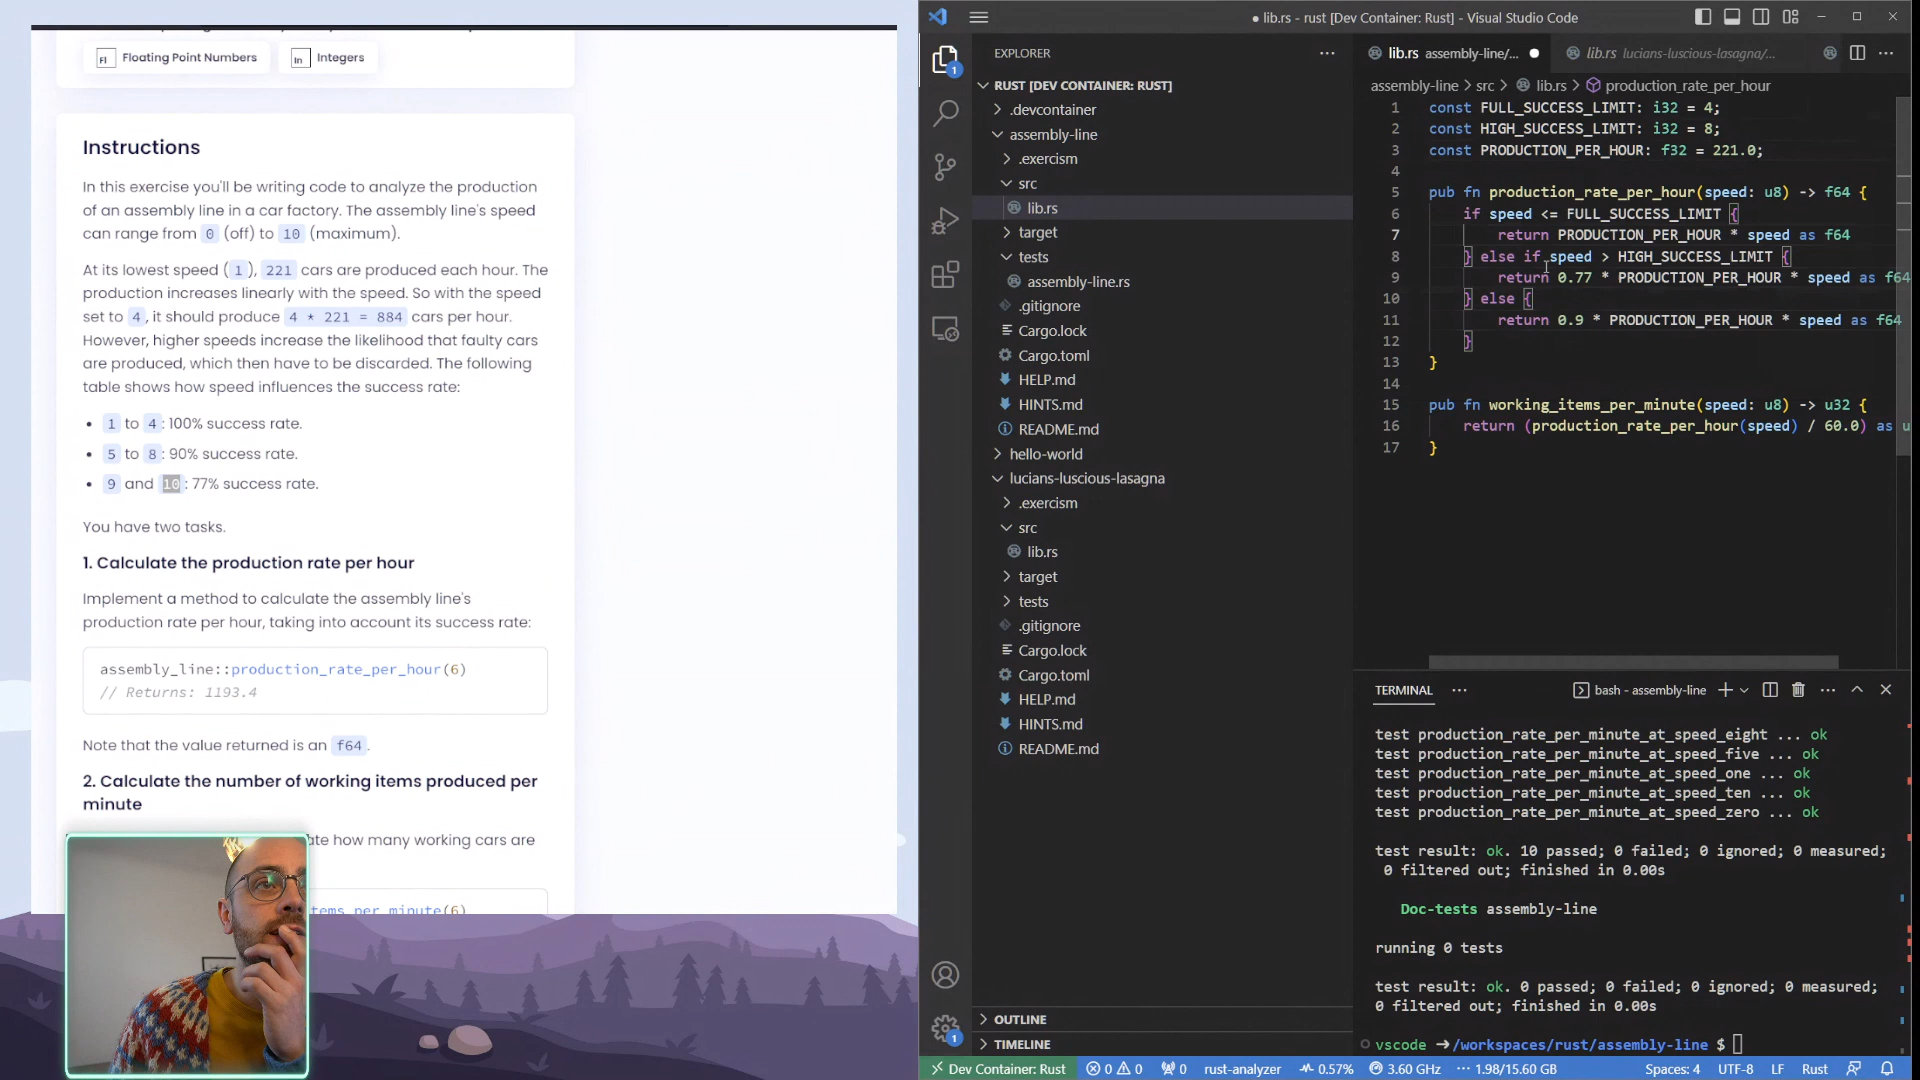 Fl Floating Point Numbers
In Integers
Instructions
In this exercise you'll be writing code to analyze the production
of an assembly line in a car factory. The assembly line's speed
can range from 0 (off) to 10 (maximum).
At its lowest speed ( 1 ), 221 cars are produced each hour. The
production increases linearly with the speed. So with the speed
set to 4 , it should produce 4 * 221 = 884 cars per hour.
However, higher speeds increase the likelihood that faulty cars
are produced, which then have to be discarded. The following
table shows how speed influences the success rate:
• 1 to 4 : 100% success rate.
• 5 to 8 : 90% success rate.
• 9 and 10 : 77% success rate.
You have two tasks.
1. Calculate the production rate per hour
Implement a method to calculate the assembly line's
production rate per hour, taking into account its success rate:
assembly_line::production_rate_per_hour(6)
// Returns: 1193.4
Note that the value returned is an f64 .
2. Calculate the number of working items produced per
minute
how many working cars are
(6)
lib.rs - rust [Dev Container: Rust] - Visual Studio Code
EXPLORER
RUST [DEV CONTAINER: RUST]
.devcontainer
assembly-line
.exercism
src
lib.rs
target
tests
assembly-line.rs
.gitignore
Cargo.lock
Cargo.toml
HELP.md
HINTS.md
README.md
hello-world
lucians-luscious-lasagna
.exercism
src
lib.rs
target
tests
.gitignore
Cargo.lock
Cargo.toml
HELP.md
HINTS.md
README.md
OUTLINE
TIMELINE
lib.rs assembly-line/...
lib.rs lucians-luscious-lasagna/...
assembly-line > src > lib.rs > production_rate_per_hour
1 const FULL_SUCCESS_LIMIT: i32 = 4;
2 const HIGH_SUCCESS_LIMIT: i32 = 8;
3 const PRODUCTION_PER_HOUR: f32 = 221.0;
4
5 pub fn production_rate_per_hour(speed: u8) -> f64 {
6 if speed <= FULL_SUCCESS_LIMIT {
7 return PRODUCTION_PER_HOUR * speed as f64
8 } else if speed > HIGH_SUCCESS_LIMIT {
9 return 0.77 * PRODUCTION_PER_HOUR * speed as f64
10 } else {
11 return 0.9 * PRODUCTION_PER_HOUR * speed as f64
12 }
13 }
14
15 pub fn working_items_per_minute(speed: u8) -> u32 {
16 return (production_rate_per_hour(speed) / 60.0) as u
17 }
TERMINAL
bash - assembly-line
test production_rate_per_minute_at_speed_eight ... ok
test production_rate_per_minute_at_speed_five ... ok
test production_rate_per_minute_at_speed_one ... ok
test production_rate_per_minute_at_speed_ten ... ok
test production_rate_per_minute_at_speed_zero ... ok
test result: ok. 10 passed; 0 failed; 0 ignored; 0 measured;
0 filtered out; finished in 0.00s
Doc-tests assembly-line
running 0 tests
test result: ok. 0 passed; 0 failed; 0 ignored; 0 measured;
0 filtered out; finished in 0.00s
vscode →/workspaces/rust/assembly-line $
1
1
Dev Container: Rust
0 0
0
rust-analyzer
0.57%
3.60 GHz
1.98/15.60 GB
Spaces: 4
UTF-8
LF
Rust